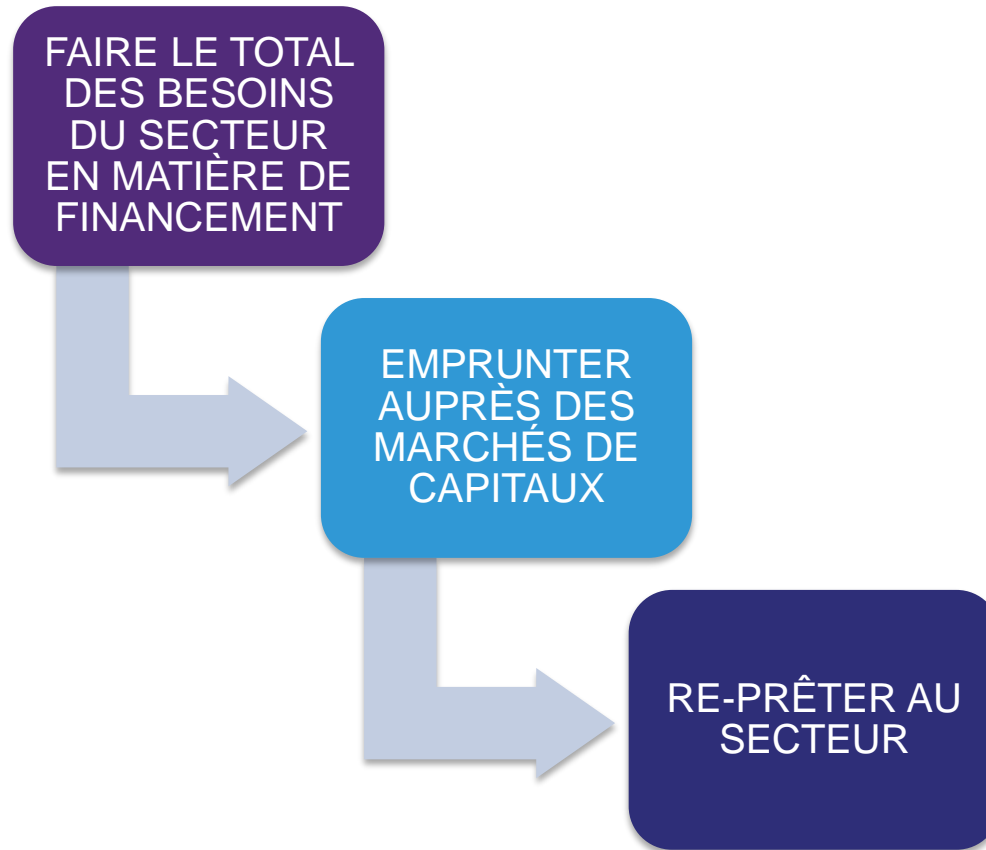 FAIRE LE TOTAL
DES BESOINS
DU SECTEUR
EN MATIÈRE DE
FINANCEMENT
EMPRUNTER
AUPRÈS DES
MARCHÉS DE
CAPITAUX
RE-PRÊTER AU
SECTEUR